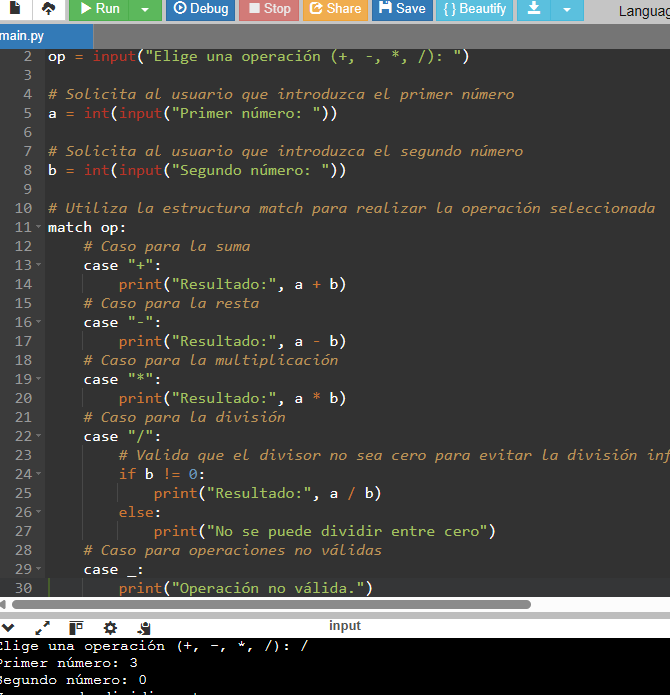 Run Debug Stop Share Save { } Beautify Languag
main.py
2 op = input("Elige una operación (+, -, *, /): ")
3
4 # Solicita al usuario que introduzca el primer número
5 a = int(input("Primer número: "))
6
7 # Solicita al usuario que introduzca el segundo número
8 b = int(input("Segundo número: "))
9
10 # Utiliza la estructura match para realizar la operación seleccionada
11 match op:
12 # Caso para la suma
13 case "+":
14 print("Resultado:", a + b)
15 # Caso para la resta
16 case "-":
17 print("Resultado:", a - b)
18 # Caso para la multiplicación
19 case "*":
20 print("Resultado:", a * b)
21 # Caso para la división
22 case "/":
23 # Valida que el divisor no sea cero para evitar la división inf
24 if b != 0:
25 print("Resultado:", a / b)
26 else:
27 print("No se puede dividir entre cero")
28 # Caso para operaciones no válidas
29 case _:
30 print("Operación no válida.")
input
Elige una operación (+, -, *, /): /
Primer número: 3
Segundo número: 0